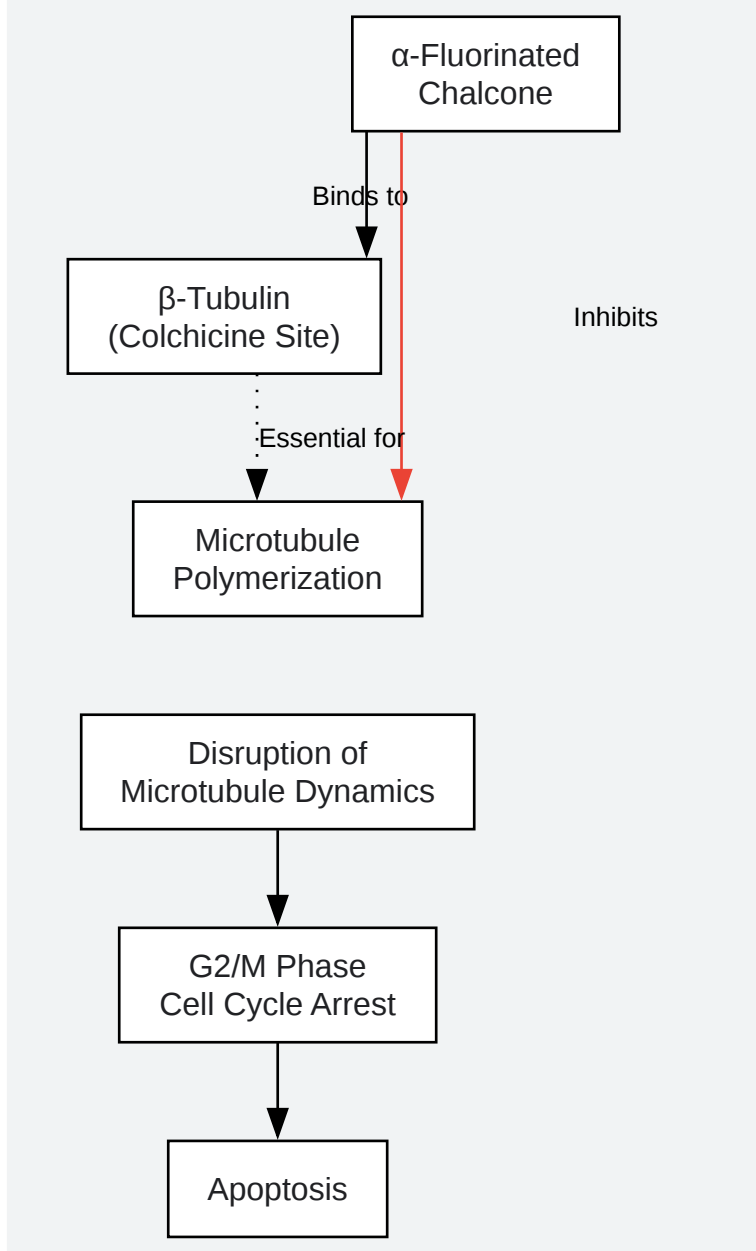 α-Fluorinated
Chalcone
Binds to
β-Tubulin
(Colchicine Site)
Inhibits
Essential for
Microtubule
Polymerization
Disruption of
Microtubule Dynamics
G2/M Phase
Cell Cycle Arrest
Apoptosis